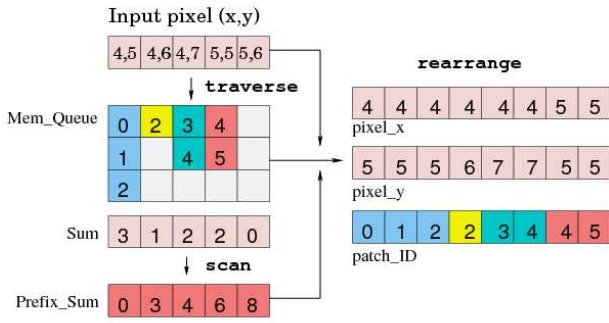 Input pixel (x,y)
4,5 4,6 4,7 5,5 5,6
traverse
Mem_Queue
0 2 3 4
1 4 5
2
Sum
3 1 2 2 0
scan
Prefix_Sum
0 3 4 6 8
rearrange
4 4 4 4 4 4 5 5
pixel_x
5 5 5 6 7 7 5 5
pixel_y
0 1 2 2 3 4 4 5
patch_ID